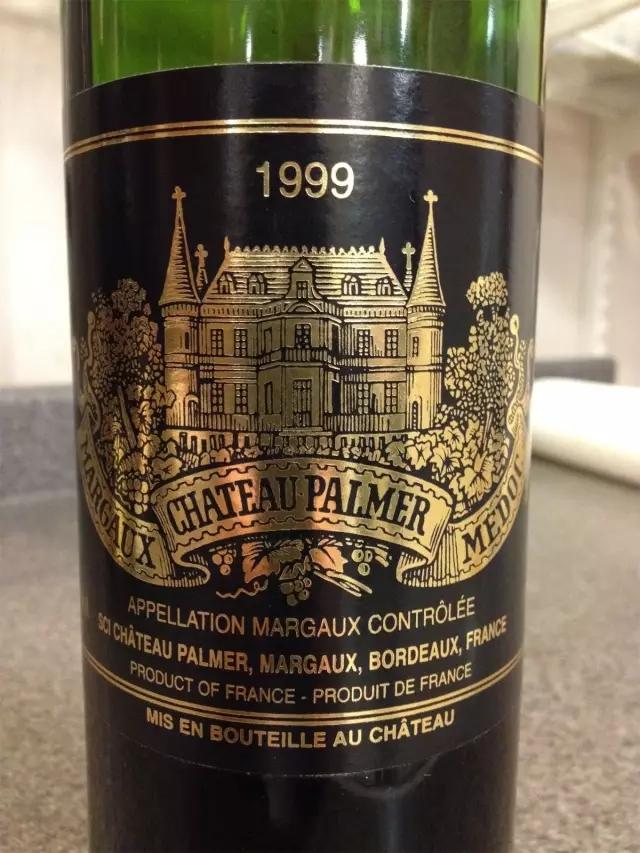 1999
MARGAUX
CHATEAU PALMER
MEDOC
APPELLATION MARGAUX CONTRÔLÉE
SCI CHÂTEAU PALMER, MARGAUX, BORDEAUX, FRANCE
PRODUCT OF FRANCE - PRODUIT DE FRANCE
MIS EN BOUTEILLE AU CHÂTEAU